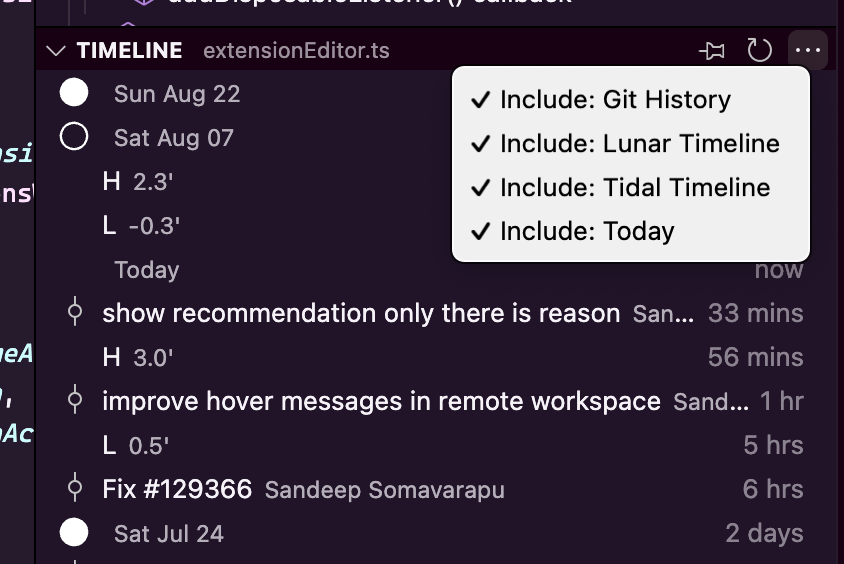 TIMELINE extensionEditor.ts
Sun Aug 22
Include: Git History
Sat Aug 07
Include: Lunar Timeline
H 2.3'
Include: Tidal Timeline
L -0.3'
Include: Today
Today now
show recommendation only there is reason San... 33 mins
H 3.0'
56 mins
improve hover messages in remote workspace Sand... 1 hr
L 0.5'
5 hrs
Fix #129366 Sandeep Somavarapu 6 hrs
Sat Jul 24 2 days